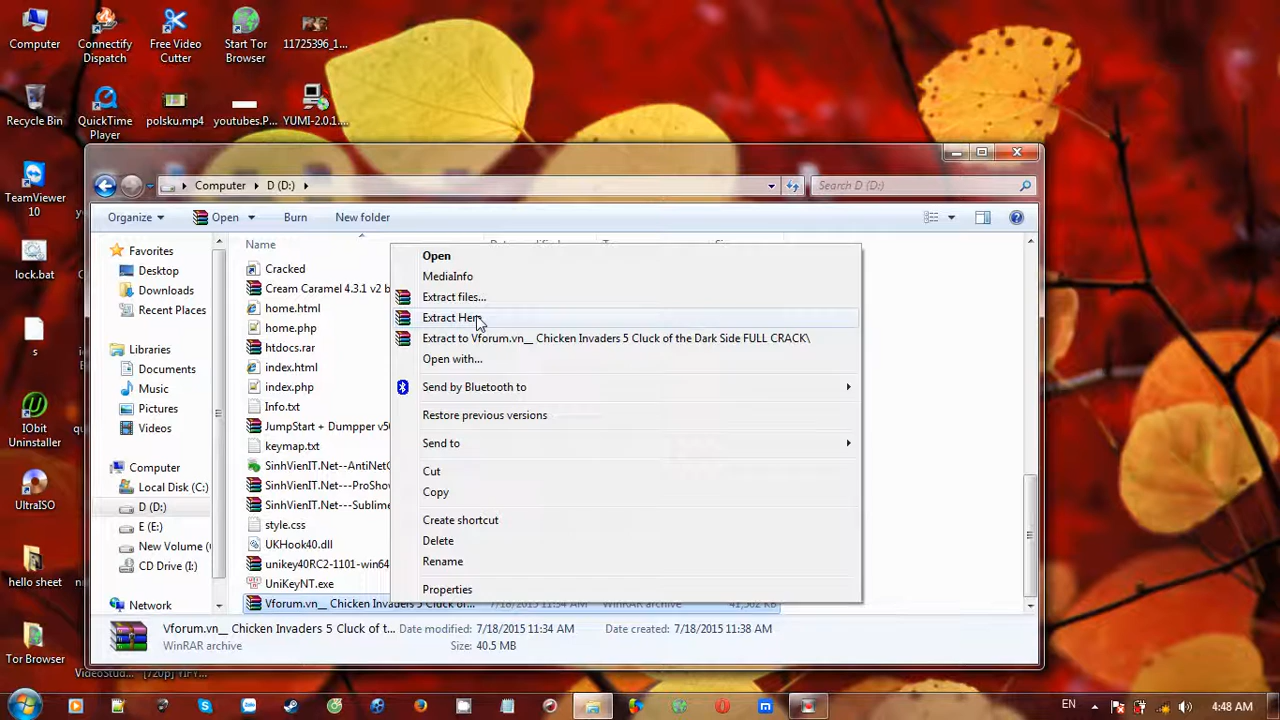 Computer
Connectify Dispatch
Free Video Cutter
Start Tor Browser
11725396_1...
Recycle Bin
QuickTime Player
polsku.mp4
youtubes.P...
YUMI-2.0.1....
TeamViewer 10
lock.bat
s
IObit Uninstaller
UltraISO
hello sheet
Tor Browser
VideoStud...
[720p] YIFY
Computer
D (D:)
Search D (D:)
Organize
Open
Burn
New folder
Favorites
Desktop
Downloads
Recent Places
Libraries
Documents
Music
Pictures
Videos
Computer
Local Disk (C:)
D (D:)
E (E:)
New Volume (
CD Drive (I:)
Network
Name
Cracked
Cream Caramel 4.3.1 v2 b
home.html
home.php
htdocs.rar
index.html
index.php
Info.txt
JumpStart + Dumpper v50
keymap.txt
SinhVienIT.Net---AntiNetC
SinhVienIT.Net---ProShow
SinhVienIT.Net---Sublime
style.css
UKHook40.dll
unikey40RC2-1101-win64
UniKeyNT.exe
Vforum.vn__ Chicken Invaders 5 Cluck of...
7/18/2015 11:34 AM
WinRAR archive
41,502 KB
Open
MediaInfo
Extract files...
Extract Here
Extract to Vforum.vn__ Chicken Invaders 5 Cluck of the Dark Side FULL CRACK\
Open with...
Send by Bluetooth to
Restore previous versions
Send to
Cut
Copy
Create shortcut
Delete
Rename
Properties
Vforum.vn__ Chicken Invaders 5 Cluck of t...
Date modified: 7/18/2015 11:34 AM
Date created: 7/18/2015 11:38 AM
WinRAR archive
Size: 40.5 MB
EN
4:48 AM